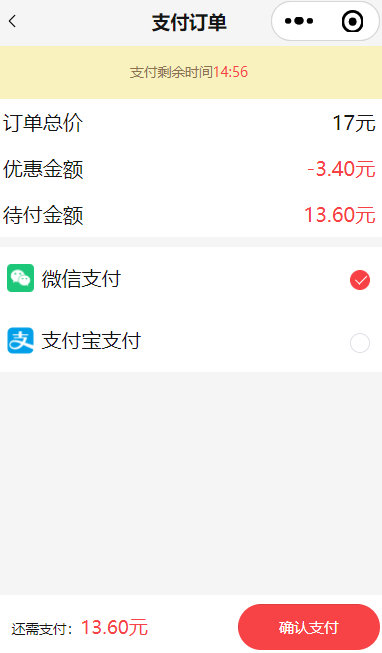 支付订单
支付剩余时间14:56
订单总价 17元
优惠金额 -3.40元
待付金额 13.60元
微信支付
支 支付宝支付
还需支付：13.60元 确认支付